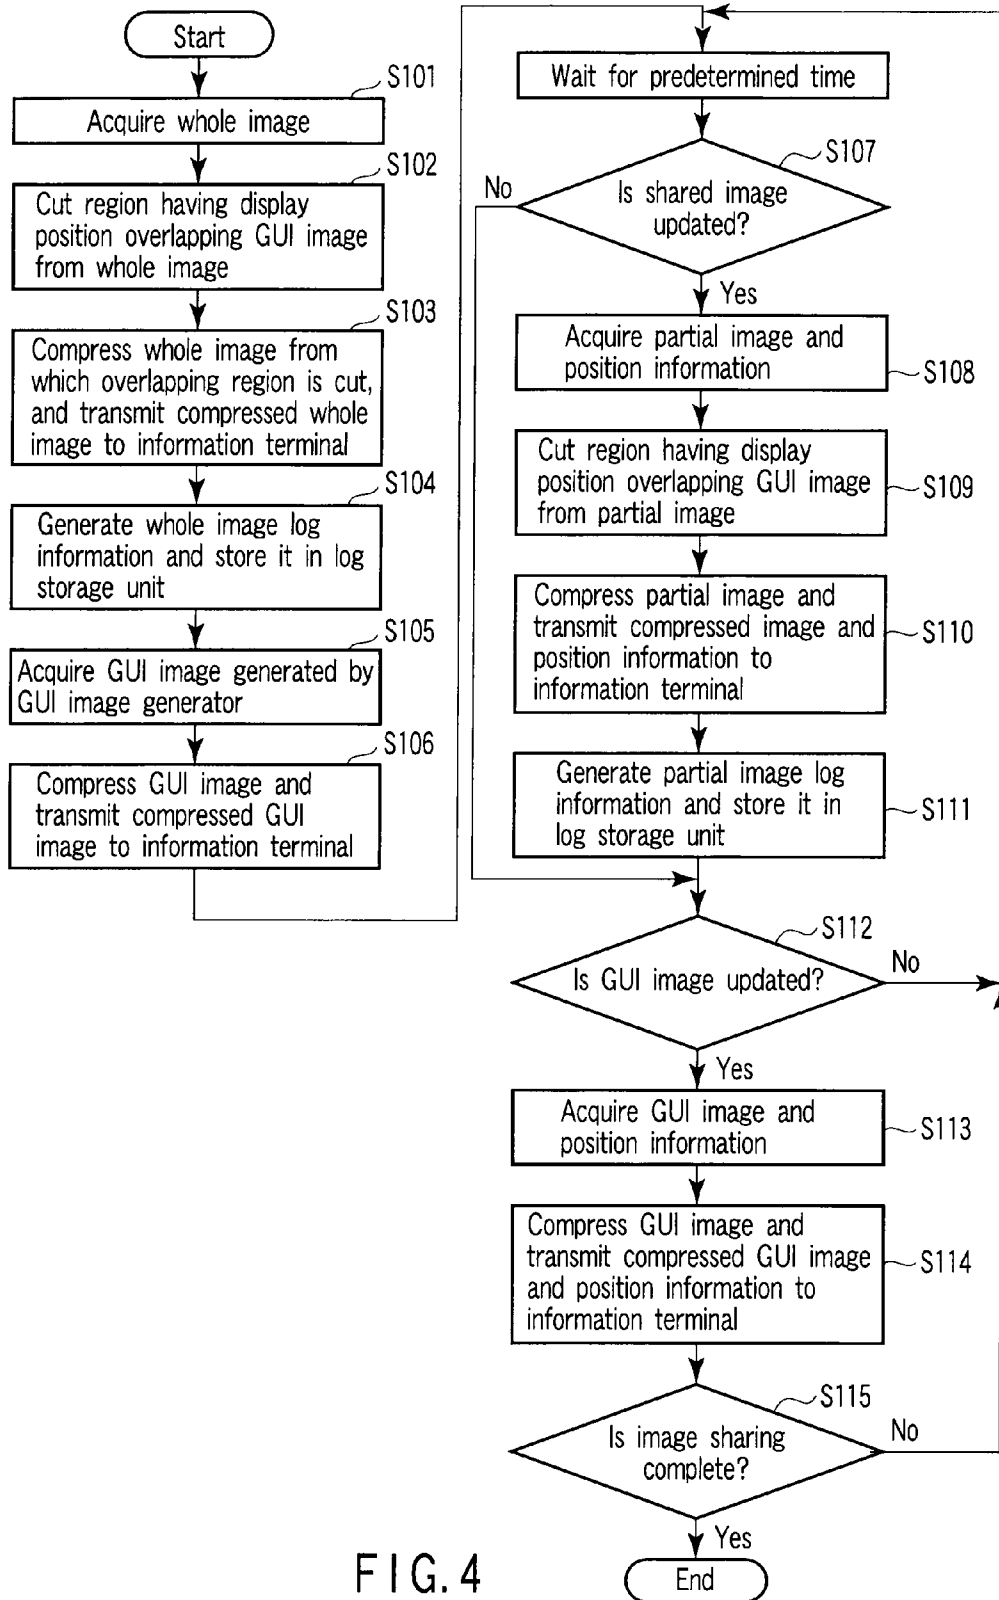 Start
S101
Acquire whole image
S102
Cut region having display
position overlapping GUI image
from whole image
S103
Compress whole image from
which overlapping region is cut,
and transmit compressed whole
image to information terminal
S104
Generate whole image log
information and store it in log
storage unit
S105
Acquire GUI image generated by
GUI image generator
S106
Compress GUI image and
transmit compressed GUI
image to information terminal
Wait for predetermined time
S107
No
Is shared image
updated?
Yes
Acquire partial image and
position information
S108
Cut region having display
position overlapping GUI image
from partial image
S109
Compress partial image and
transmit compressed image and
position information to
information terminal
S110
Generate partial image log
information and store it in
log storage unit
S111
S112
Is GUI image updated?
No
Yes
Acquire GUI image and
position information
S113
Compress GUI image and
transmit compressed GUI image
and position information to
information terminal
S114
S115
Is image sharing
complete?
No
Yes
End
FIG. 4